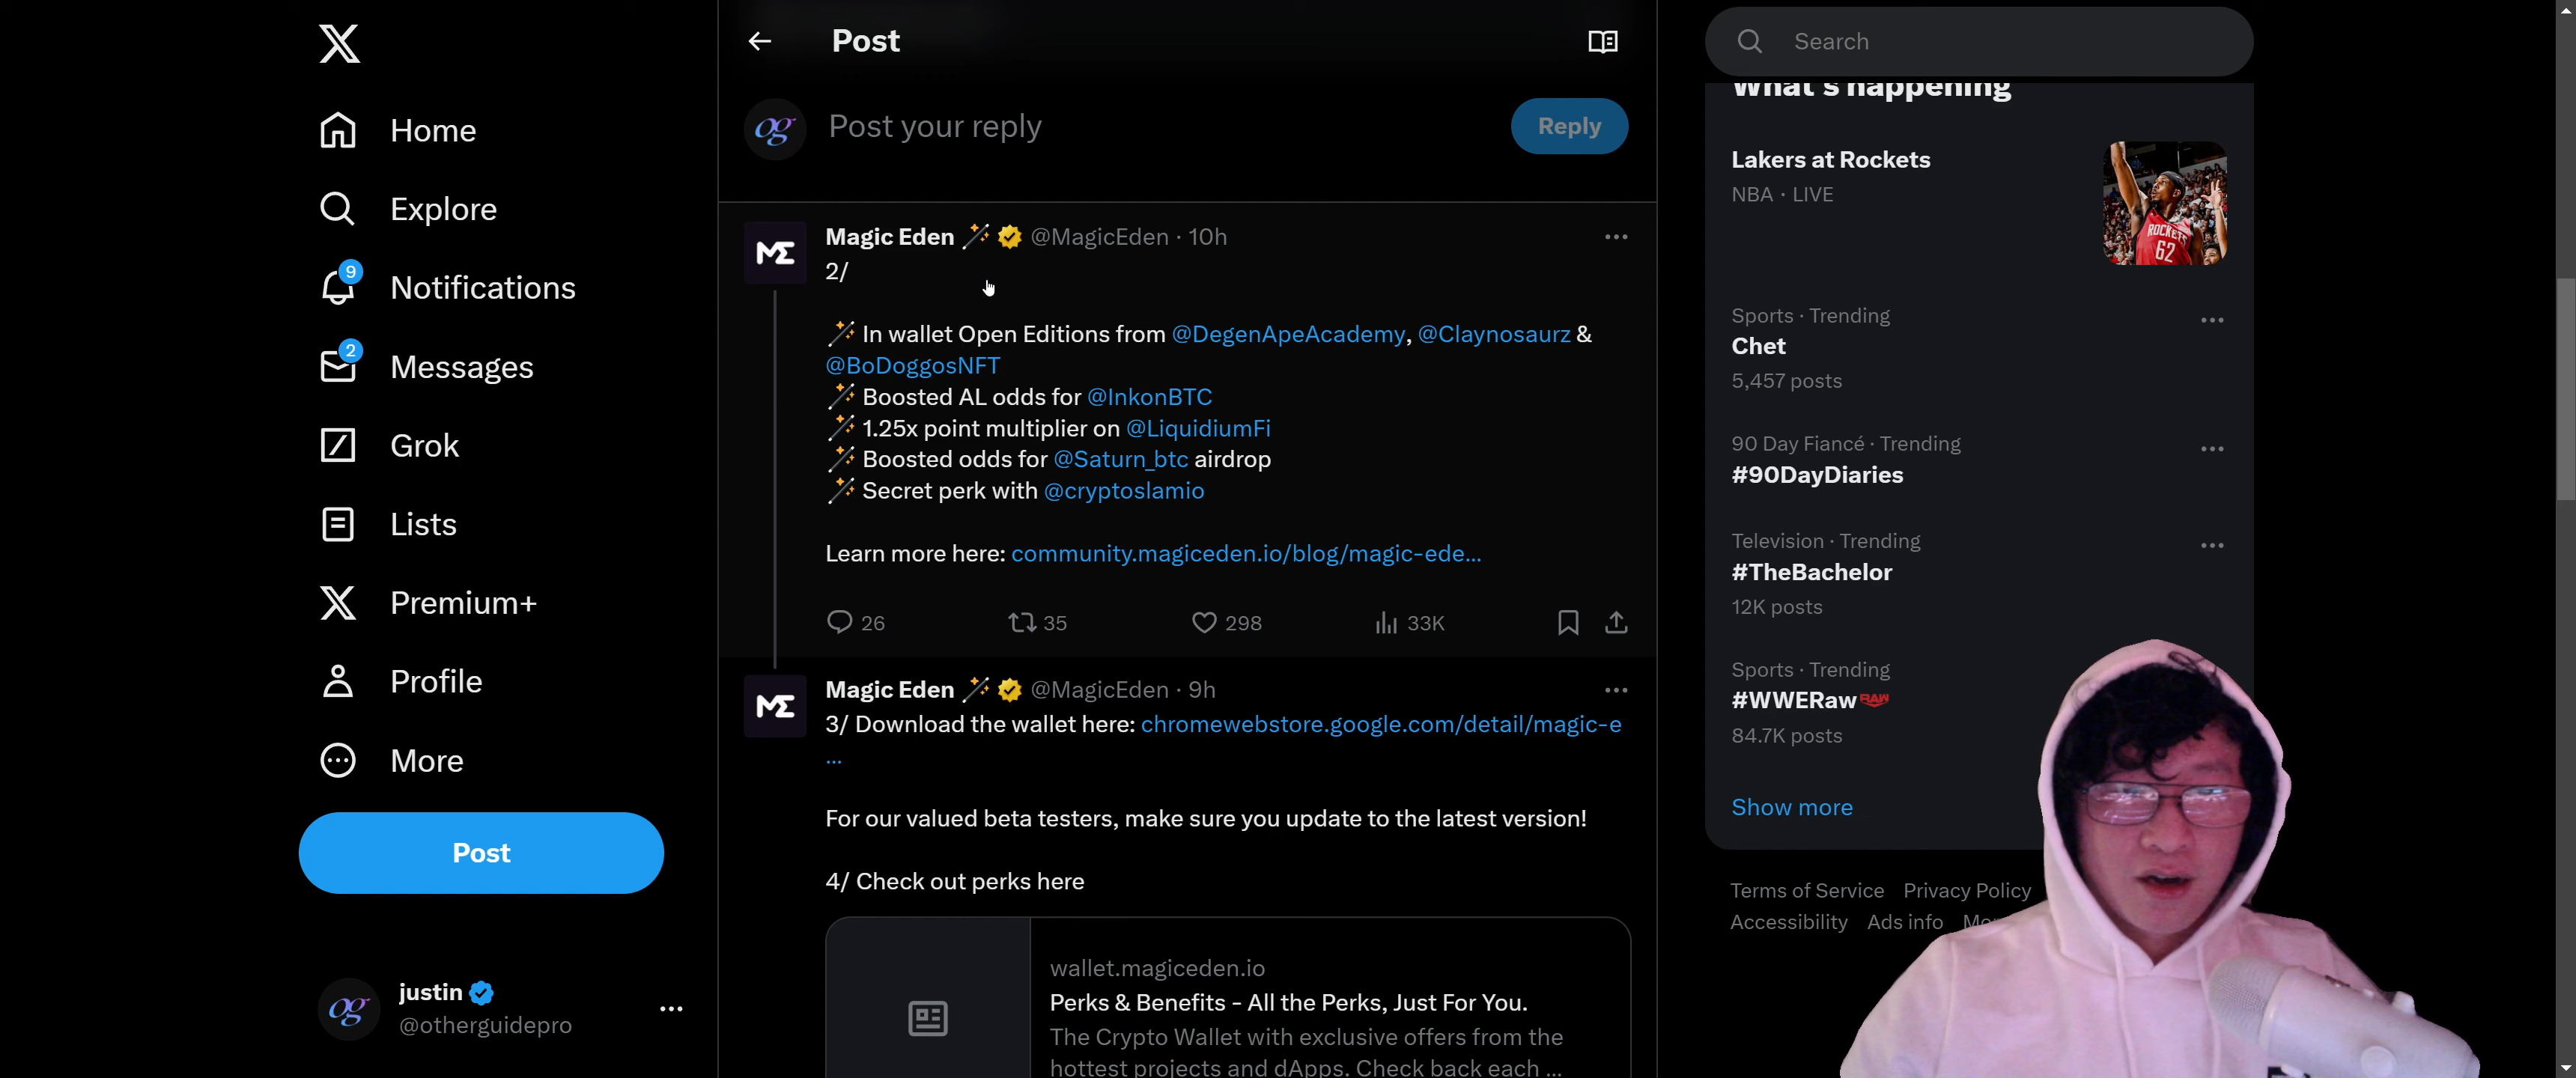 Home
Explore
9
Notifications
2
Messages
Grok
Lists
Premium+
Profile
More
Post
og
justin
@otherguidepro
Post
og
Post your reply
Reply
ME
Magic Eden @MagicEden · 10h
2/
In wallet Open Editions from @DegenApeAcademy, @Claynosaurz &
@BoDoggosNFT
Boosted AL odds for @InkonBTC
1.25x point multiplier on @LiquidiumFi
Boosted odds for @Saturn_btc airdrop
Secret perk with @cryptoslamio
Learn more here: community.magiceden.io/blog/magic-ede...
26
35
298
33K
ME
Magic Eden @MagicEden · 9h
3/ Download the wallet here: chromewebstore.google.com/detail/magic-e
...
For our valued beta testers, make sure you update to the latest version!
4/ Check out perks here
wallet.magiceden.io
Perks & Benefits - All the Perks, Just For You.
The Crypto Wallet with exclusive offers from the
hottest projects and dApps. Check back each ...
Search
What's happening
Lakers at Rockets
NBA · LIVE
ROCKETS
62
Sports · Trending
Chet
5,457 posts
90 Day Fiancé · Trending
#90DayDiaries
Television · Trending
#TheBachelor
12K posts
Sports · Trending
#WWERaw RAW
84.7K posts
Show more
Terms of Service Privacy Policy
Accessibility Ads info